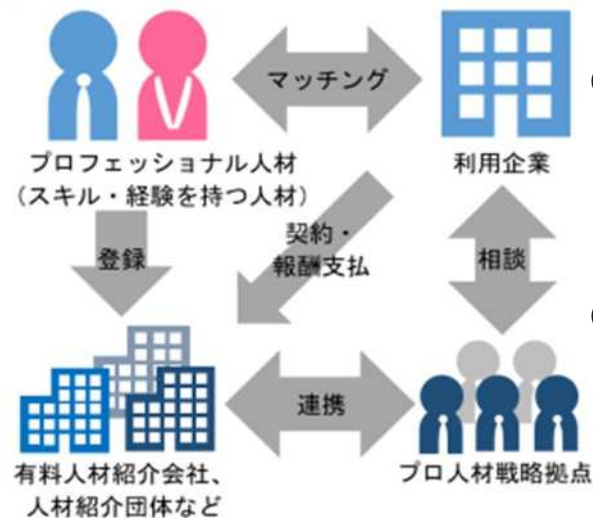 マッチング
プロフェッショナル人材
(スキル・経験を持つ人材)
利用企業
登録
契約・
報酬支払
相談
連携
有料人材紹介会社、
人材紹介団体など
プロ人材戦略拠点